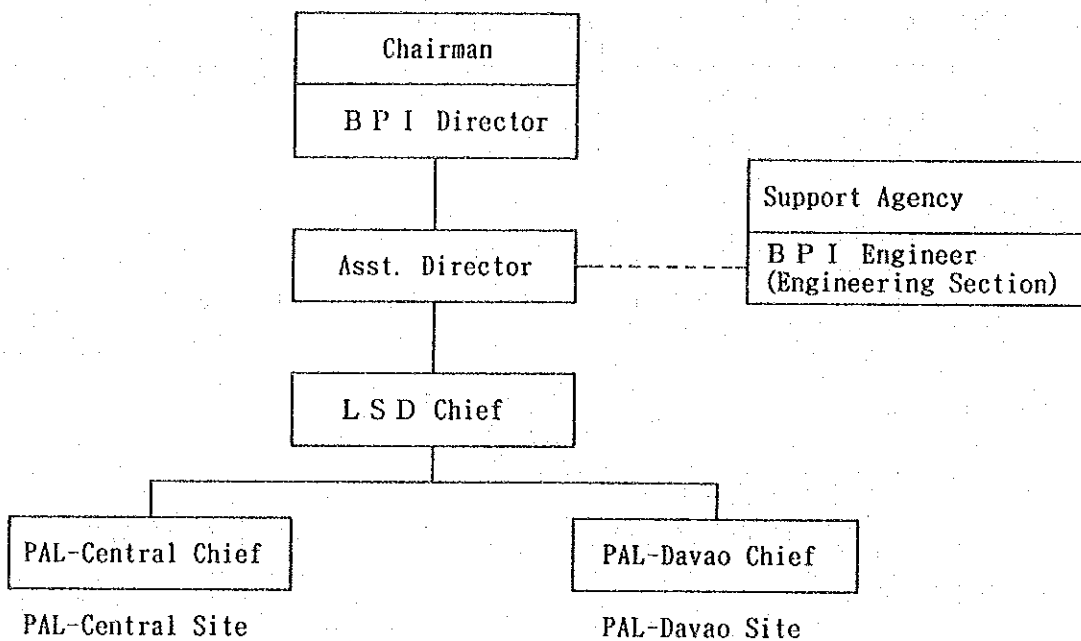 Chairman
B P I Director
Support Agency
Asst. Director
B P I Engineer
(Engineering Section)
L S D Chief
PAL-Central Chief
PAL-Davao Chief
PAL-Central Site
PAL-Davao Site